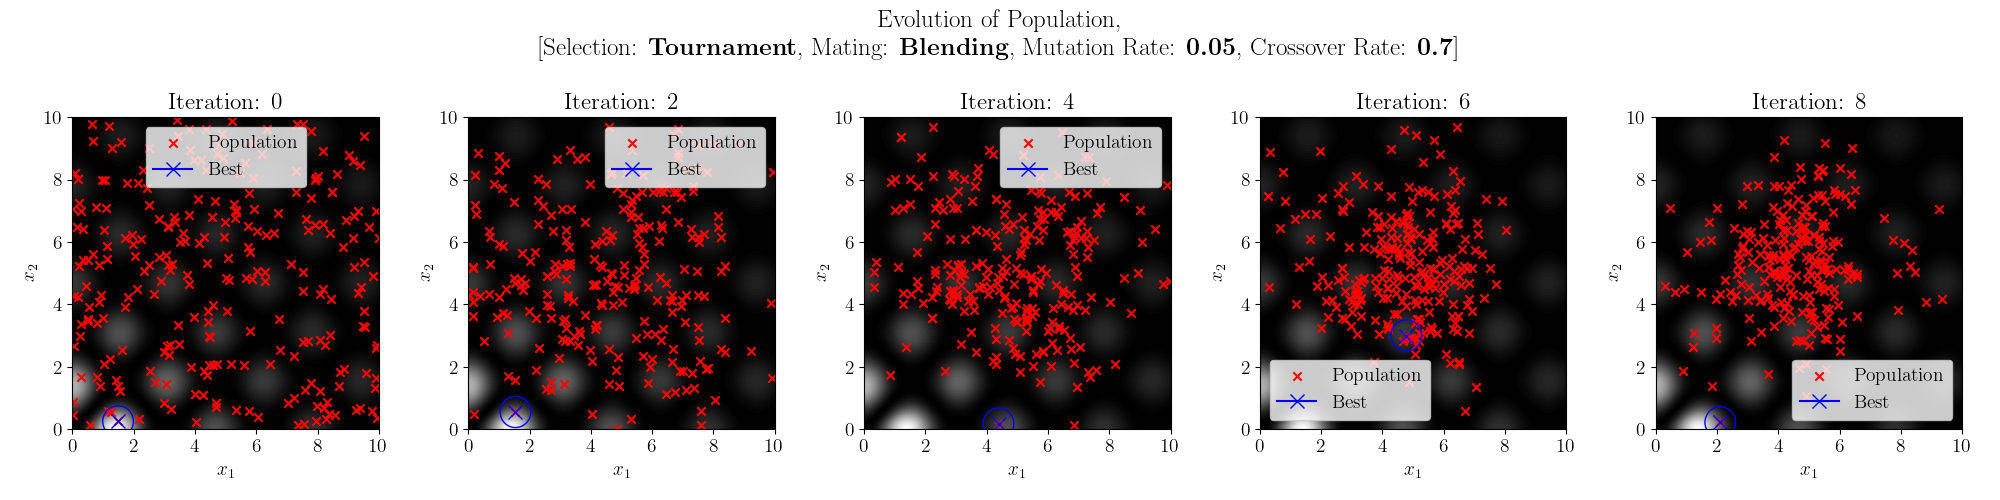 Evolution of Population,
[Selection: Tournament, Mating: Blending, Mutation Rate: 0.05, Crossover Rate: 0.7]
Iteration: 0
10
8
6
4
2
0
x2
Population
Best
0 2 4 6 8 10
x1
Iteration: 2
10
8
6
4
2
0
x2
Population
Best
0 2 4 6 8 10
x1
Iteration: 4
10
8
6
4
2
0
x2
Population
Best
0 2 4 6 8 10
x1
Iteration: 6
10
8
6
4
2
0
x2
Population
Best
0 2 4 6 8 10
x1
Iteration: 8
10
8
6
4
2
0
x2
Population
Best
0 2 4 6 8 10
x1